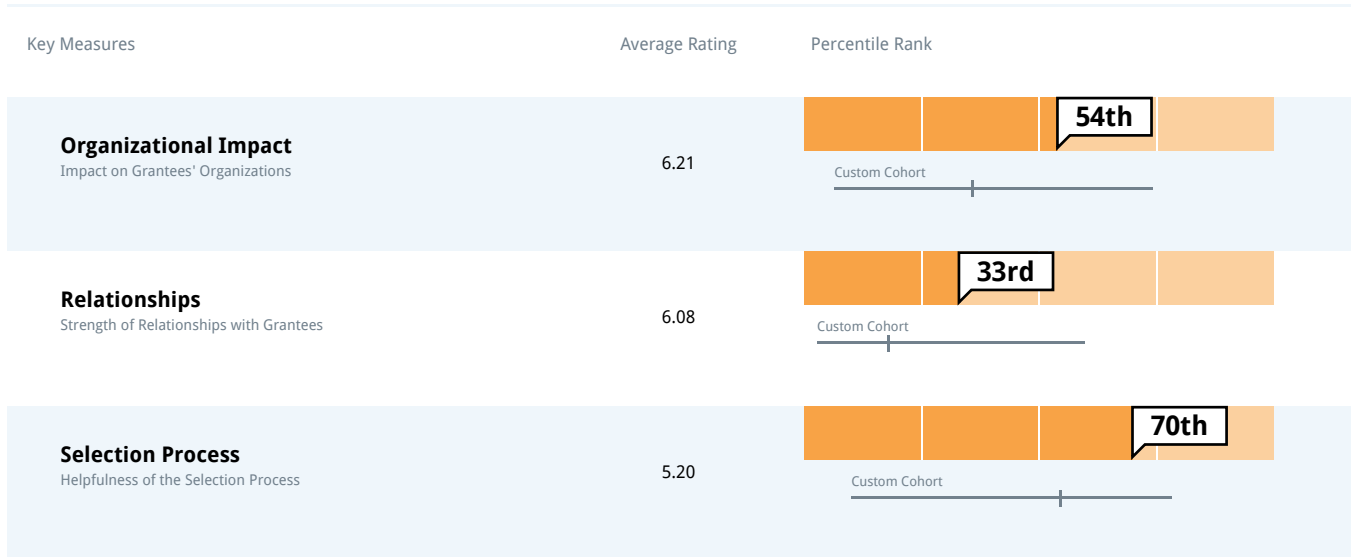 Key Measures Average Rating Percentile Rank
54th
Organizational Impact
Impact on Grantees' Organizations
6.21
Custom Cohort
33rd
Relationships
Strength of Relationships with Grantees
6.08
Custom Cohort
70th
Selection Process
Helpfulness of the Selection Process
5.20
Custom Cohort